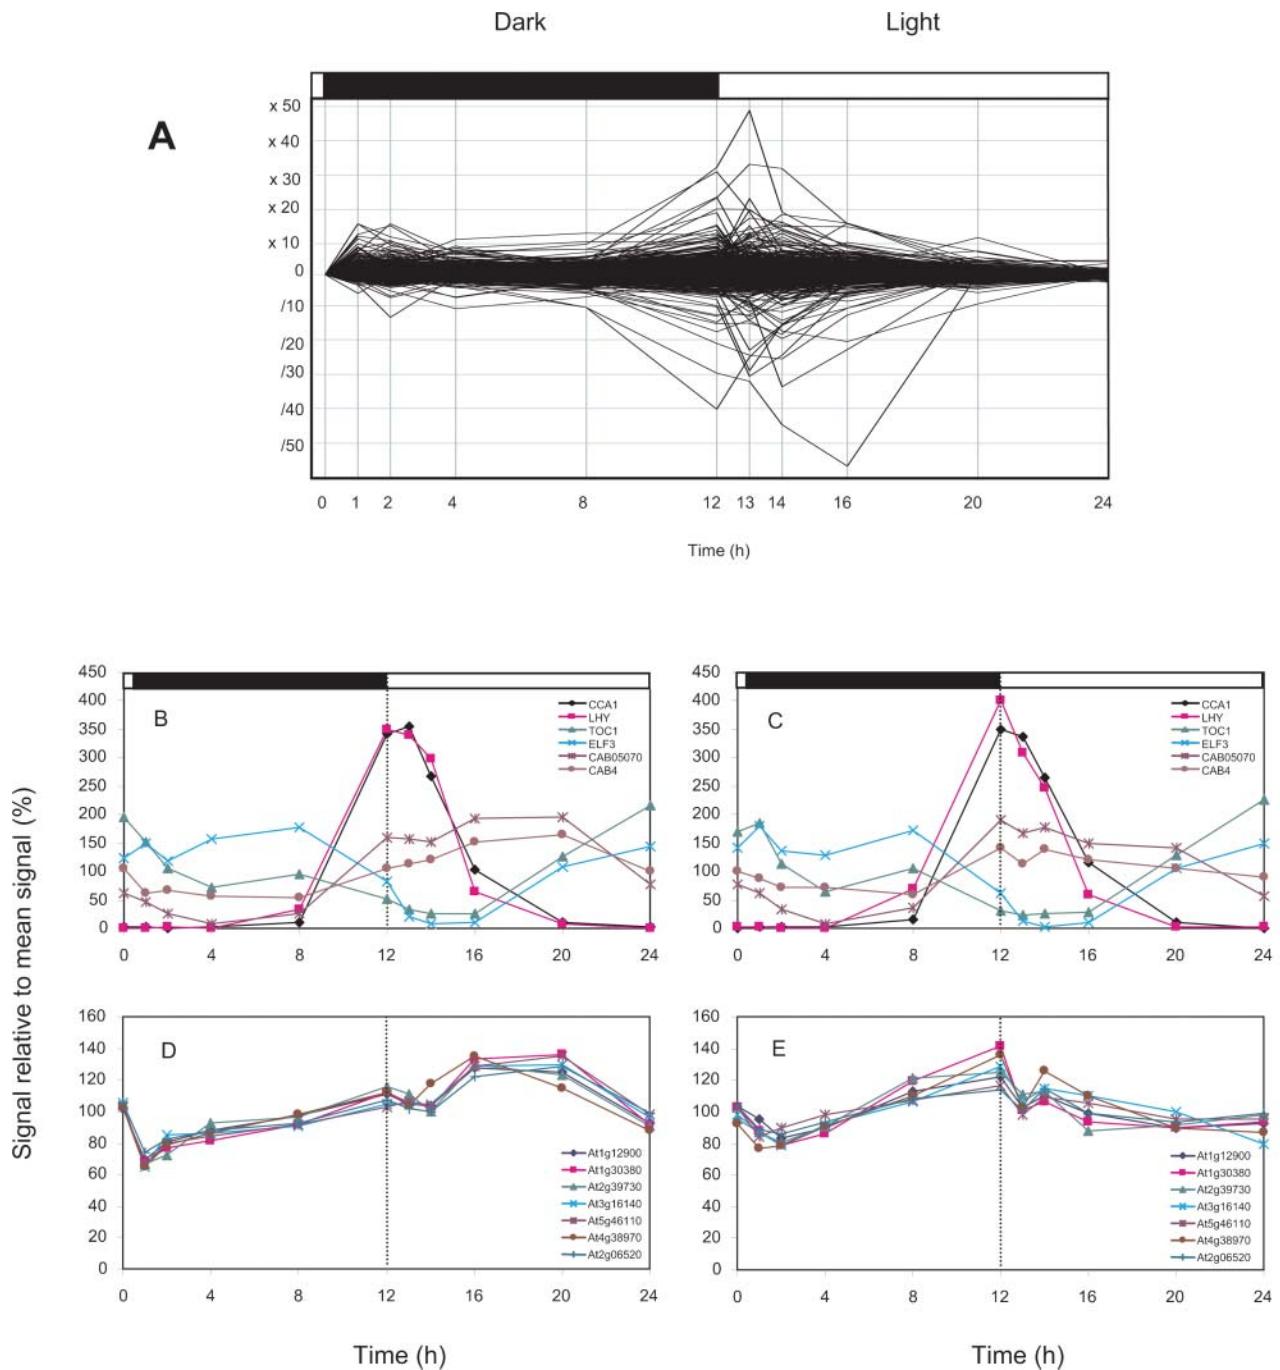 Dark Light
A
x 50
x 40
x 30
x 20
x 10
0
/10
/20
/30
/40
/50
0 1 2 4 8 12 13 14 16 20 24
Time (h)
Signal relative to mean signal (%)
B
450
400
350
300
250
200
150
100
50
0
CCA1
LHY
TOC1
ELF3
CAB05070
CAB4
0 4 8 12 16 20 24
C
450
400
350
300
250
200
150
100
50
0
CCA1
LHY
TOC1
ELF3
CAB05070
CAB4
0 4 8 12 16 20 24
D
160
140
120
100
80
60
40
20
0
At1g12900
At1g30380
At2g39730
At3g16140
At5g46110
At4g38970
At2g06520
0 4 8 12 16 20 24
Time (h)
E
160
140
120
100
80
60
40
20
0
At1g12900
At1g30380
At2g39730
At3g16140
At5g46110
At4g38970
At2g06520
0 4 8 12 16 20 24
Time (h)